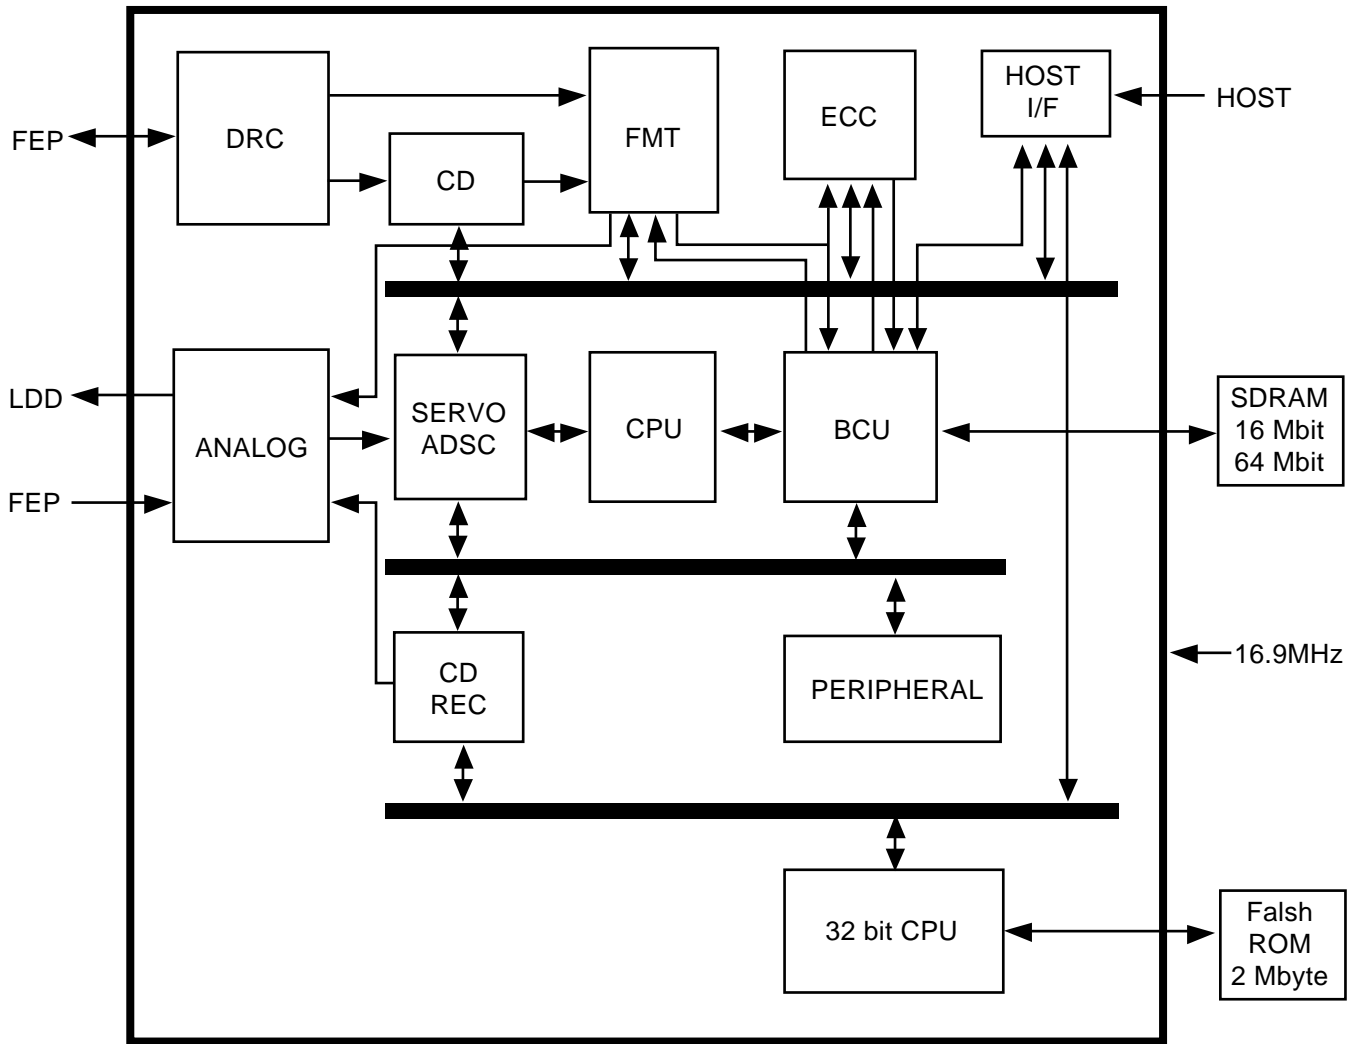 HOST
I/F
HOST
FEP
DRC
CD
FMT
ECC
LDD
FEP
ANALOG
SERVO
ADSC
CPU
BCU
SDRAM
16 Mbit
64 Mbit
CD
REC
PERIPHERAL
16.9MHz
32 bit CPU
Falsh
ROM
2 Mbyte